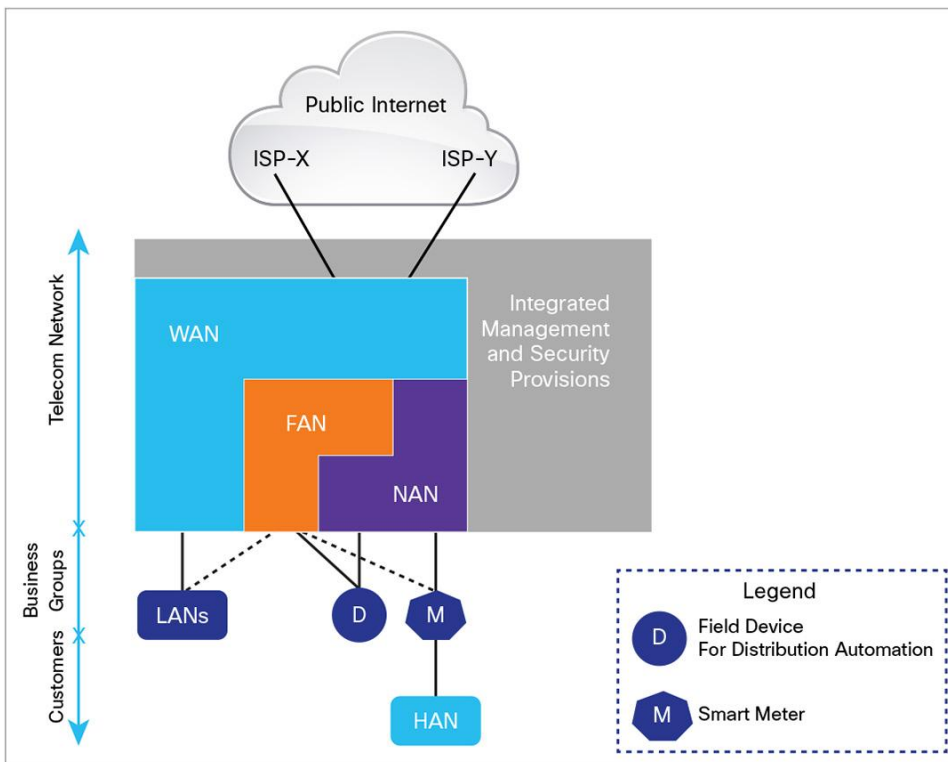 Public Internet
ISP-X
ISP-Y
Telecom Network
WAN
Integrated
Management
and Security
Provisions
FAN
NAN
Business
Groups
LANs
D
M
Customers
HAN
Legend
D
Field Device
For Distribution Automation
M
Smart Meter